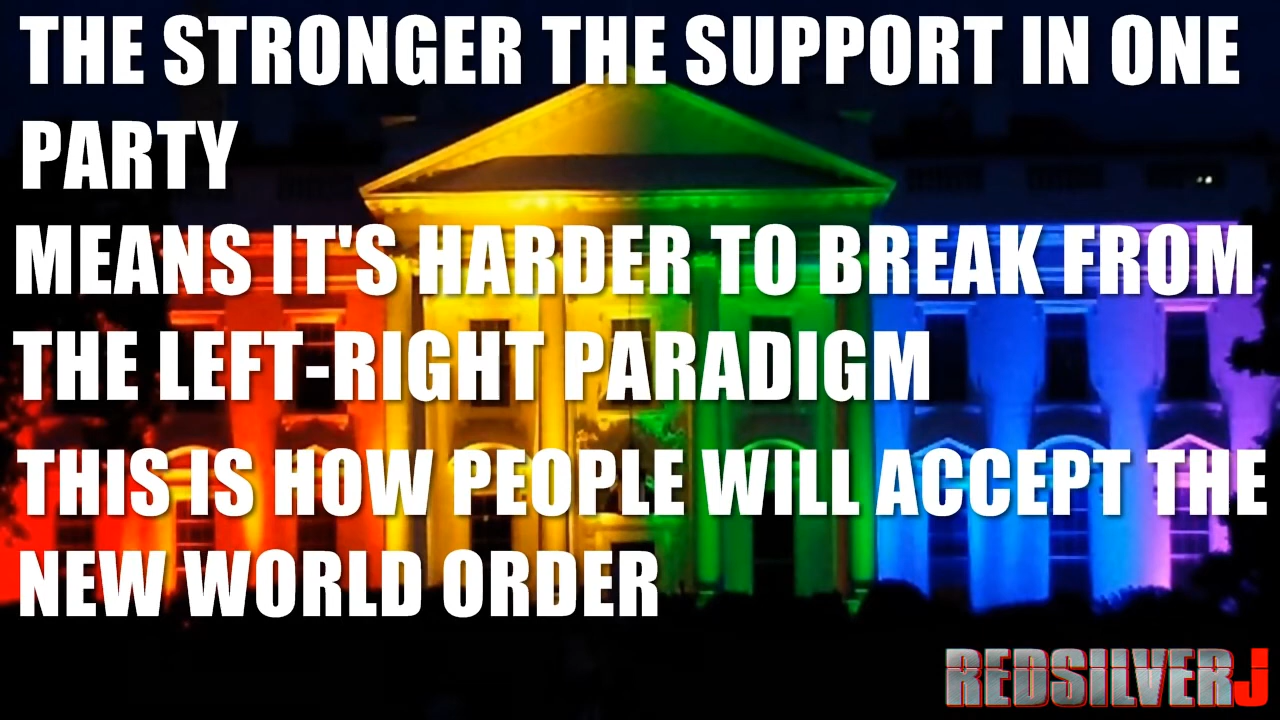 THE STRONGER THE SUPPORT IN ONE
PARTY
MEANS IT'S HARDER TO BREAK FROM
THE LEFT-RIGHT PARADIGM
THIS IS HOW PEOPLE WILL ACCEPT THE
NEW WORLD ORDER
REDSILVERJ